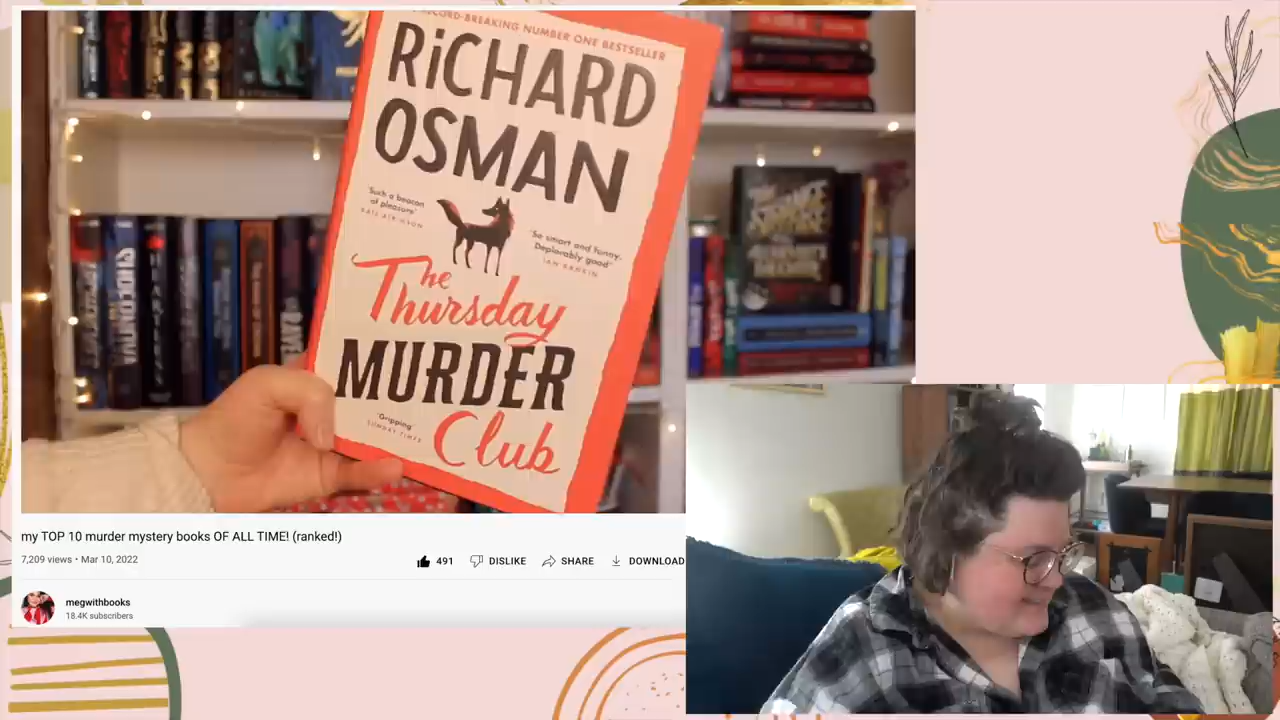 RECORD-BREAKING NUMBER ONE BESTSELLER
RiCHARD
OSMAN
'Such a beacon
of pleasure'
KATE ATKINSON
'So smart and funny.
Deplorably good'
IAN RANKIN
The
Thursday
MURDER
Club
'Gripping'
SUNDAY TIMES
my TOP 10 murder mystery books OF ALL TIME! (ranked!)
7,209 views • Mar 10, 2022
491
DISLIKE
SHARE
DOWNLOAD
megwithbooks
18.4K subscribers